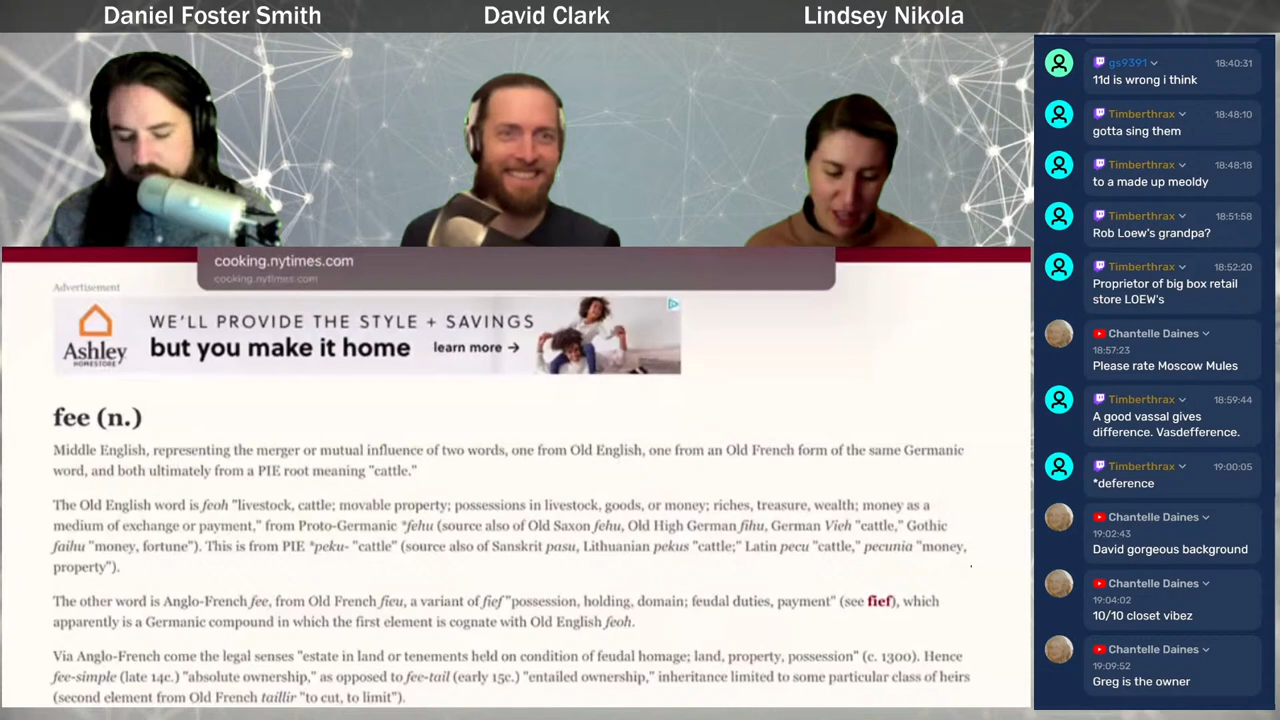 Daniel Foster Smith
David Clark
Lindsey Nikola
cooking.nytimes.com
cooking.nytimes.com
Advertisement
Ashley
HOMESTORE
WE'LL PROVIDE THE STYLE + SAVINGS
but you make it home
learn more →
fee (n.)
Middle English, representing the merger or mutual influence of two words, one from Old English, one from an Old French form of the same Germanic
word, and both ultimately from a PIE root meaning "cattle."
The Old English word is feoh "livestock, cattle; movable property; possessions in livestock, goods, or money; riches, treasure, wealth; money as a
medium of exchange or payment," from Proto-Germanic *fehu (source also of Old Saxon fehu, Old High German fihu, German Vieh "cattle," Gothic
faihu "money, fortune"). This is from PIE *peku- "cattle" (source also of Sanskrit pasu, Lithuanian pekus "cattle;" Latin pecu "cattle," pecunia "money,
property").
The other word is Anglo-French fee, from Old French fieu, a variant of fief "possession, holding, domain; feudal duties, payment" (see fief), which
apparently is a Germanic compound in which the first element is cognate with Old English feoh.
Via Anglo-French come the legal senses "estate in land or tenements held on condition of feudal homage; land, property, possession" (c. 1300). Hence
fee-simple (late 14c.) "absolute ownership," as opposed to fee-tail (early 15c.) "entailed ownership," inheritance limited to some particular class of heirs
(second element from Old French taillir "to cut, to limit").
gs9391 18:40:31
11d is wrong i think
Timberthrax 18:48:10
gotta sing them
Timberthrax 18:48:18
to a made up meoldy
Timberthrax 18:51:58
Rob Loew's grandpa?
Timberthrax 18:52:20
Proprietor of big box retail
store LOEW's
Chantelle Daines
18:57:23
Please rate Moscow Mules
Timberthrax 18:59:44
A good vassal gives
difference. Vasdefference.
Timberthrax 19:00:05
*deference
Chantelle Daines
19:02:43
David gorgeous background
Chantelle Daines
19:04:02
10/10 closet vibez
Chantelle Daines
19:09:52
Greg is the owner